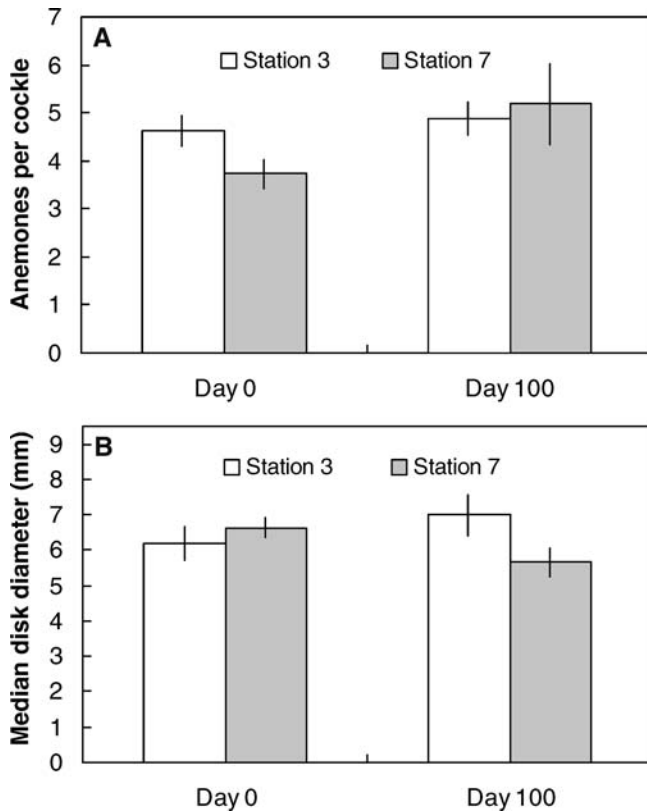 A
Station 3 Station 7
Anemones per cockle
7
6
5
4
3
2
1
0
Day 0 Day 100
B
Station 3 Station 7
Median disk diameter (mm)
9
8
7
6
5
4
3
2
1
0
Day 0 Day 100